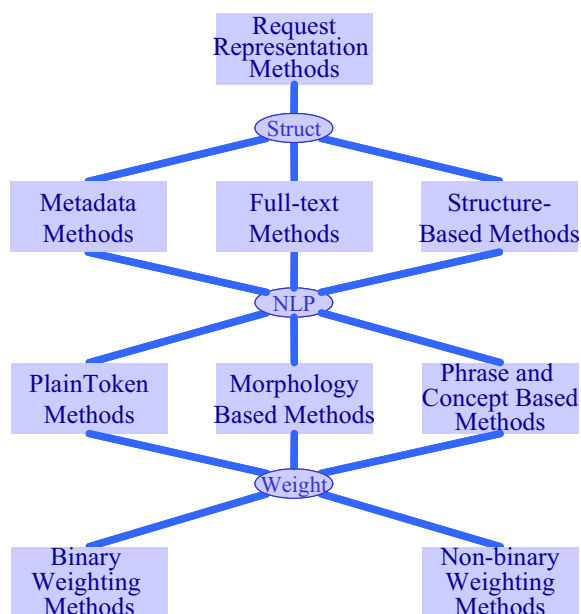 Request
Representation
Methods
Struct
Metadata
Methods
Full-text
Methods
Structure-
Based Methods
NLP
PlainToken
Methods
Morphology
Based Methods
Phrase and
Concept Based
Methods
Weight
Binary
Weighting
Methods
Non-binary
Weighting
Methods